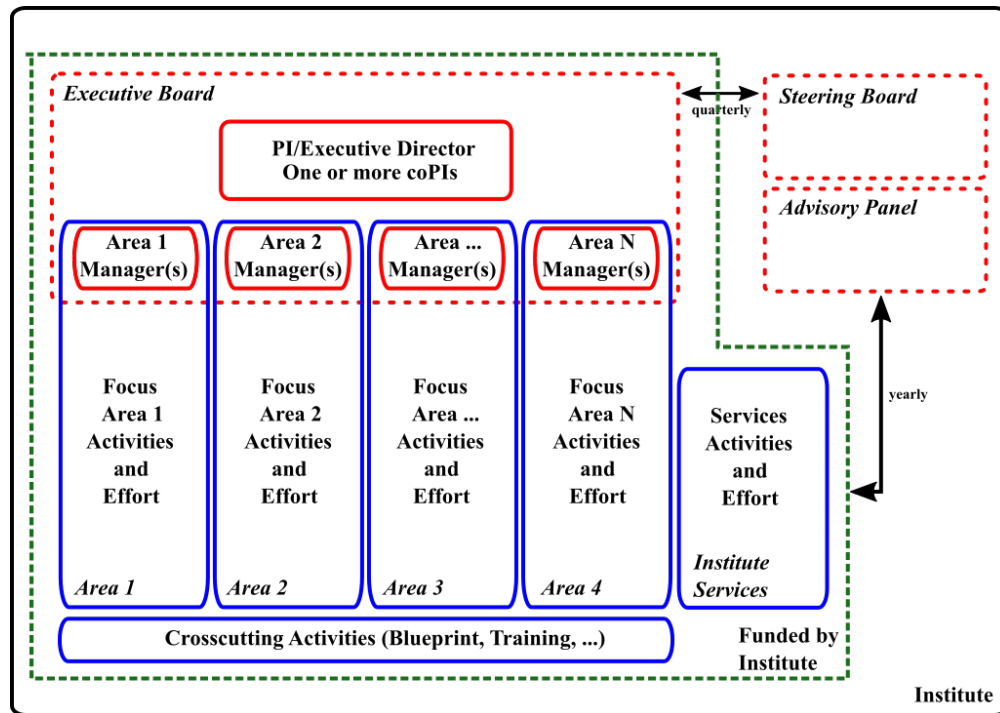 Executive Board
PI/Executive Director
One or more coPIs
quarterly
Steering Board
Advisory Panel
Area 1
Manager(s)
Area 2
Manager(s)
Area ...
Manager(s)
Area N
Manager(s)
Focus
Area 1
Activities
and
Effort
Area 1
Focus
Area 2
Activities
and
Effort
Area 2
Focus
Area ...
Activities
and
Effort
Area 3
Focus
Area N
Activities
and
Effort
Area 4
Services
Activities
and
Effort
Institute
Services
yearly
Crosscutting Activities (Blueprint, Training, ...)
Funded by
Institute
Institute